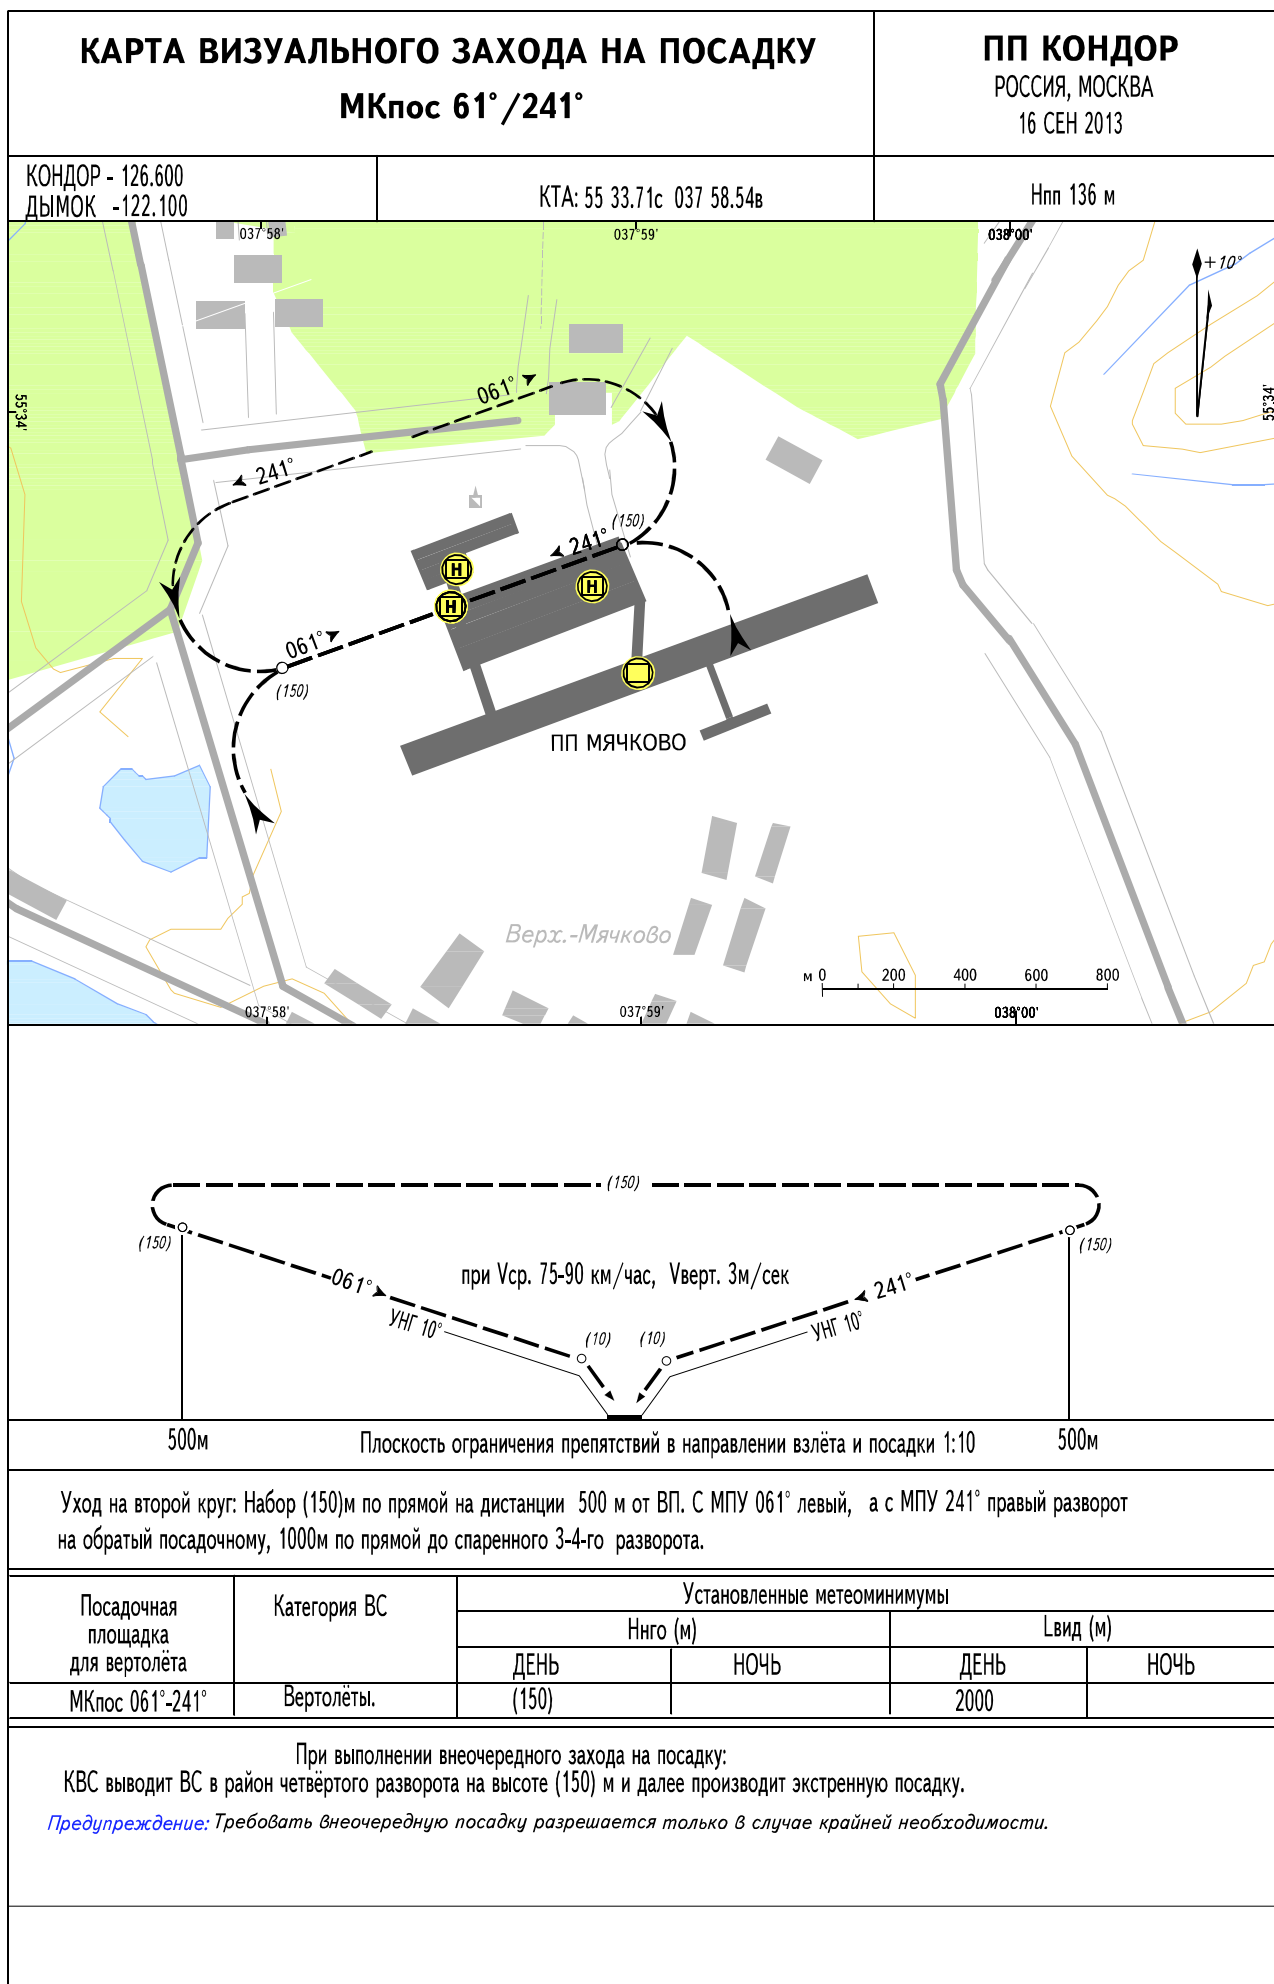 КАРТА ВИЗУАЛЬНОГО ЗАХОДА НА ПОСАДКУ
МКпос 61°/241°
ПП КОНДОР
РОССИЯ, МОСКВА
16 СЕН 2013
КОНДОР - 126.600
ДЫМОК -122.100
КТА: 55 33.71с 037 58.54в
Нпп 136 м
037°58'
037°59'
038°00'
+10°
55°34'
55°34'
061°
241°
(150)
241°
H
H
H
061°
(150)
ПП МЯЧКОВО
Верх.-Мячково
м 0 200 400 600 800
037°58'
037°59'
038°00'
(150)
(150)
(150)
061°
при Vср. 75-90 км/час, Vверт. 3м/сек
241°
УНГ 10°
УНГ 10°
(10)
(10)
500м
Плоскость ограничения препятствий в направлении взлёта и посадки 1:10
500м
Уход на второй круг: Набор (150)м по прямой на дистанции 500 м от ВП. С МПУ 061° левый, а с МПУ 241° правый разворот
на обратый посадочному, 1000м по прямой до спаренного 3-4-го разворота.
Посадочная
площадка
для вертолёта
Категория ВС
Установленные метеоминимумы
Ннго (м)
Lвид (м)
ДЕНЬ
НОЧЬ
ДЕНЬ
НОЧЬ
МКпос 061°-241°
Вертолёты.
(150)
2000
При выполнении внеочередного захода на посадку:
КВС выводит ВС в район четвёртого разворота на высоте (150) м и далее производит экстренную посадку.
Предупреждение: Требовать внеочередную посадку разрешается только в случае крайней необходимости.